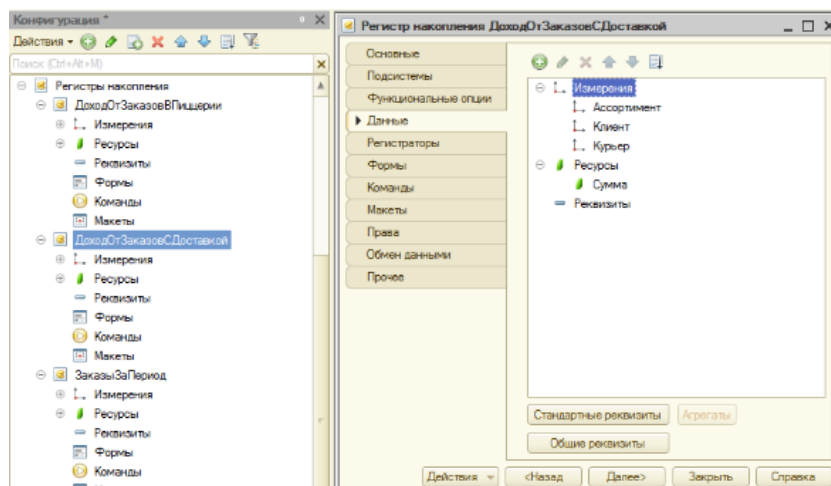 Конфигурация *
Действия
Поиск (Ctrl+Alt+M)
Регистры накопления
ДоходОтЗаказовВПиццерии
Измерения
Ресурсы
Реквизиты
Формы
Команды
Макеты
ДоходОтЗаказовСДоставкой
Измерения
Ресурсы
Реквизиты
Формы
Команды
Макеты
ЗаказыЗаПериод
Измерения
Ресурсы
Реквизиты
Формы
Команды
Регистр накопления ДоходОтЗаказовСДоставкой
Основные
Подсистемы
Функциональные опции
Данные
Регистраторы
Формы
Команды
Макеты
Права
Обмен данными
Прочее
Измерения
Ассортимент
Клиент
Курьер
Ресурсы
Сумма
Реквизиты
Стандартные реквизиты Агрегаты
Общие реквизиты
Действия <Назад Далее> Закрыть Справка